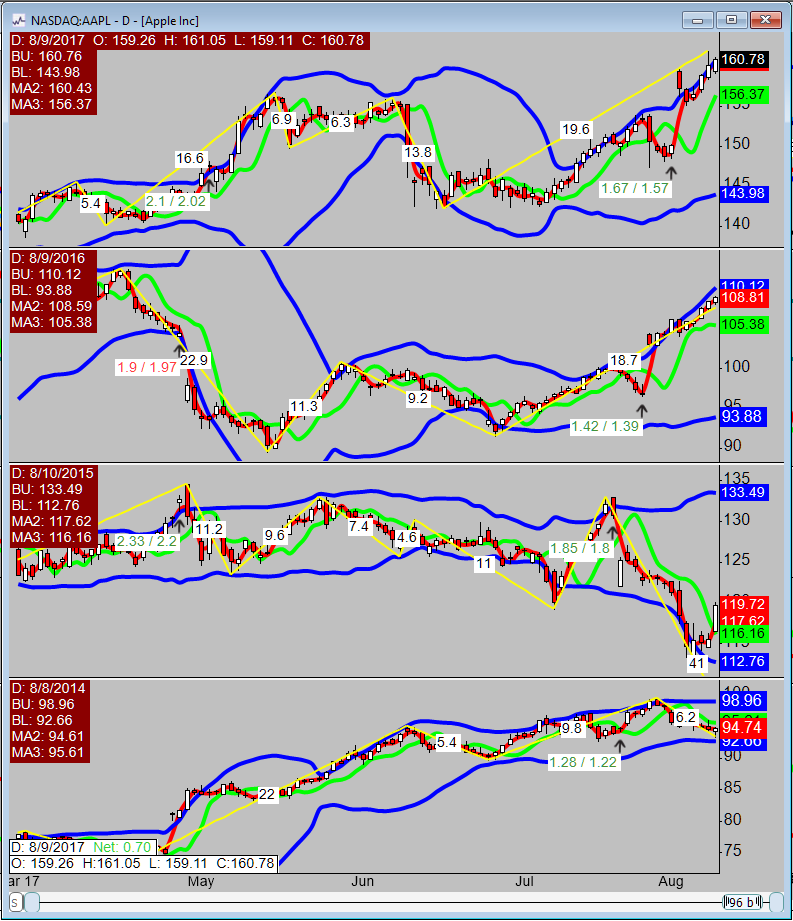 NASDAQ:AAPL - D - [Apple Inc]
D: 8/9/2017 O: 159.26 H: 161.05 L: 159.11 C: 160.78
BU: 160.76
BL: 143.98
MA2: 160.43
MA3: 156.37
160.78
156.37
155
150
145
143.98
140
5.4
16.6
2.1 / 2.02
6.9
6.3
13.8
19.6
1.67 / 1.57
D: 8/9/2016
BU: 110.12
BL: 93.88
MA2: 108.59
MA3: 105.38
110.12
108.81
105.38
100
95
93.88
90
1.9 / 1.97
22.9
11.3
9.2
18.7
1.42 / 1.39
D: 8/10/2015
BU: 133.49
BL: 112.76
MA2: 117.62
MA3: 116.16
135
133.49
130
125
119.72
117.62
116.16
115
112.76
2.33 / 2.2
11.2
9.6
7.4
4.6
11
1.85 / 1.8
41
D: 8/8/2014
BU: 98.96
BL: 92.66
MA2: 94.61
MA3: 95.61
100
98.96
94.74
92.66
90
85
80
75
22
5.4
9.8
6.2
1.28 / 1.22
D: 8/9/2017 Net: 0.70
O: 159.26 H:161.05 L: 159.11 C:160.78
ar 17 May Jun Jul Aug
S
96 b